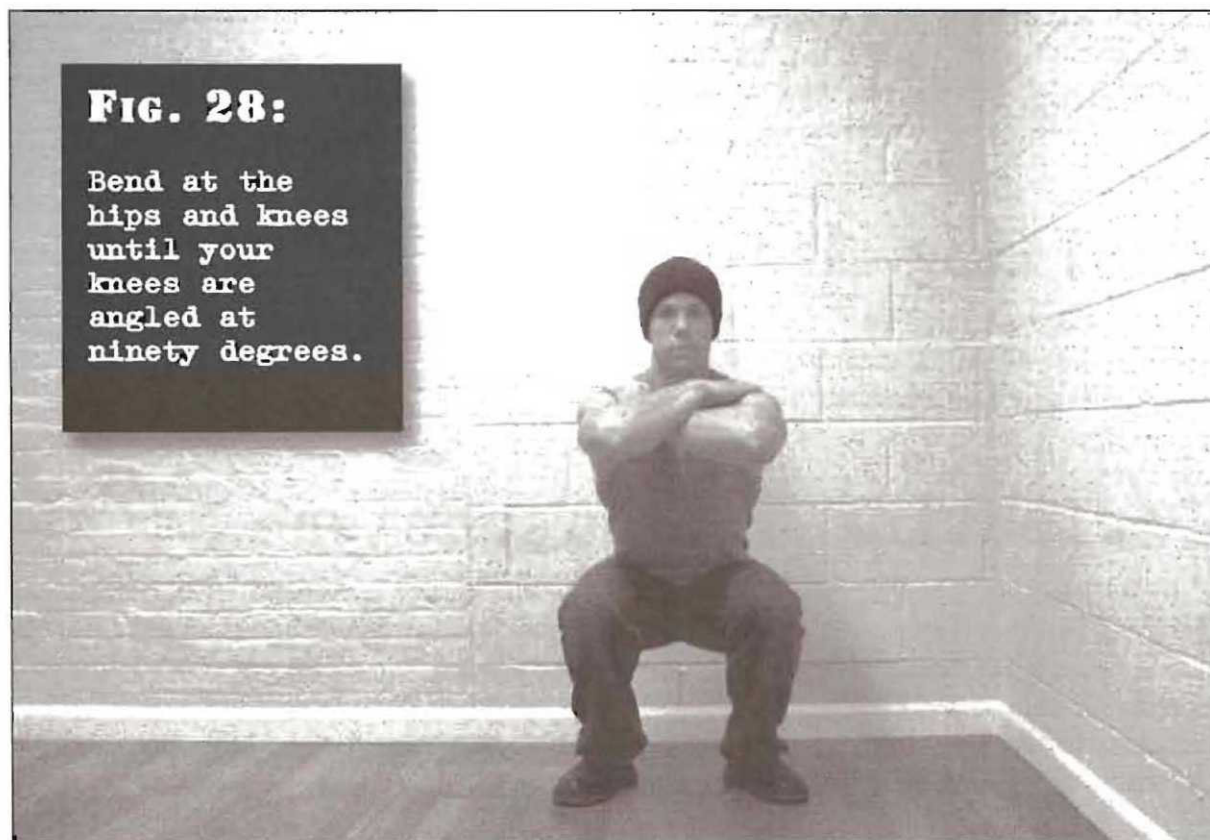 FIG. 28:
Bend at the
hips and knees
until your
knees are
angled at
ninety degrees.